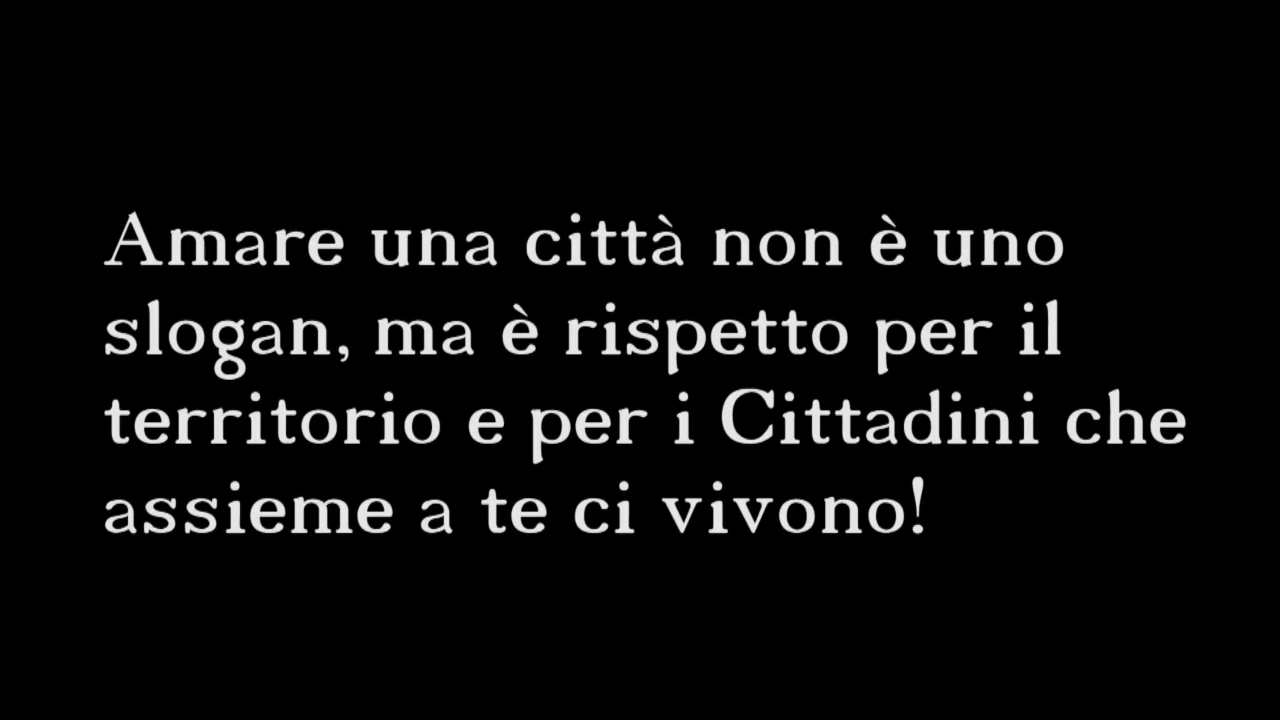 Amare una città non è uno
slogan, ma è rispetto per il
territorio e per i Cittadini che
assieme a te ci vivono!